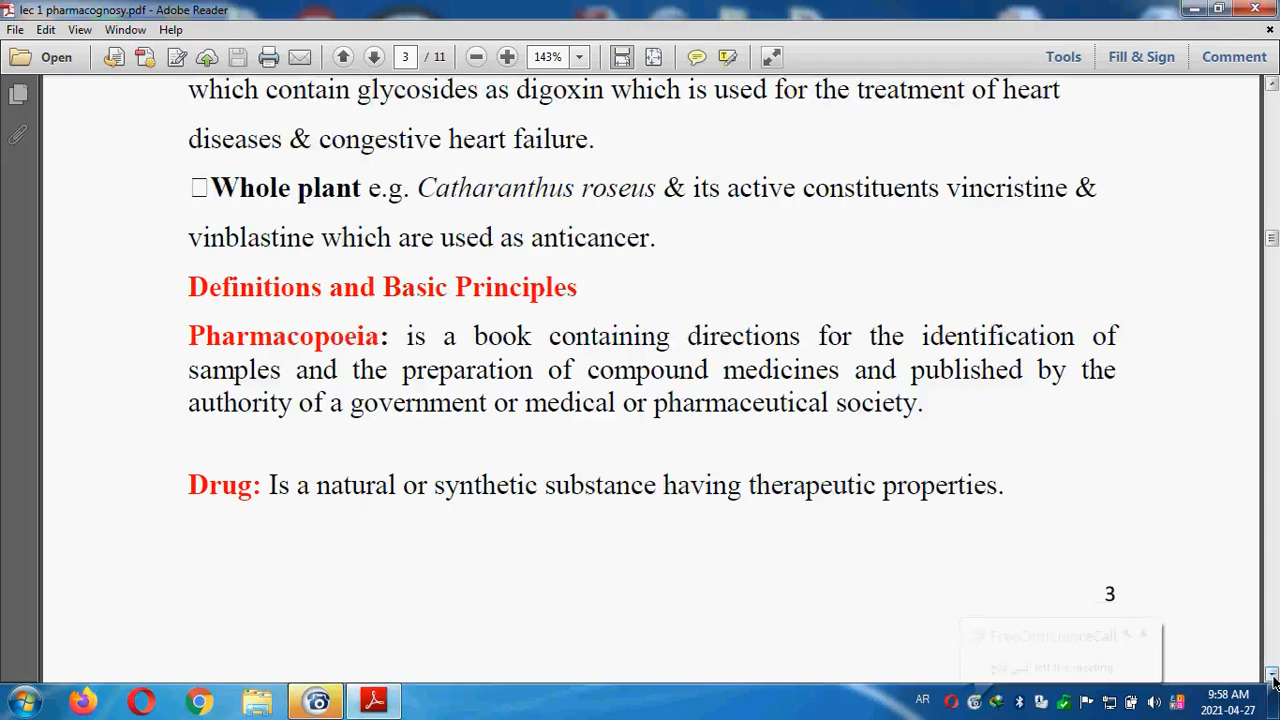 lec 1 pharmacognosy.pdf - Adobe Reader
File Edit View Window Help
Open 3 / 11 143% Tools Fill & Sign Comment
which contain glycosides as digoxin which is used for the treatment of heart
diseases & congestive heart failure.
Whole plant e.g. Catharanthus roseus & its active constituents vincristine &
vinblastine which are used as anticancer.
Definitions and Basic Principles
Pharmacopoeia: is a book containing directions for the identification of
samples and the preparation of compound medicines and published by the
authority of a government or medical or pharmaceutical society.
Drug: Is a natural or synthetic substance having therapeutic properties.
3
FreeConferenceCall
left the meeting
AR 9:58 AM
2021-04-27